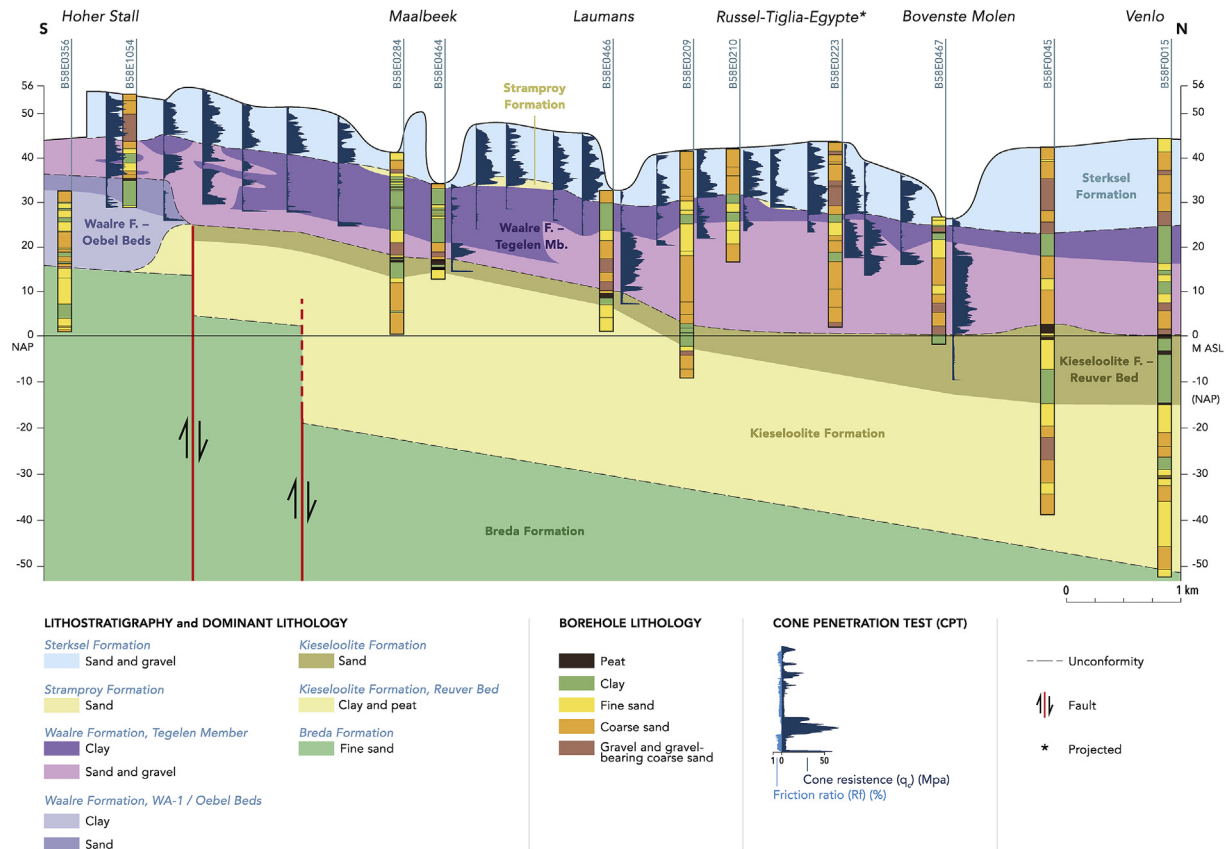 Hoher Stall Maalbeek Laumans Russel-Tiglia-Egypte* Bovenste Molen Venlo
S N
B58E0356 B58E1054 B58E0284 B58E0464 B58E0466 B58E0209 B58E0210 B58E0223 B58E0467 B58F0045 B58F0015
56 56
50 50
40 40
30 30
20 20
10 10
0 0
NAP M ASL
-10 -10
(NAP)
-20 -20
-30 -30
-40 -40
-50 -50
Stramproy
Formation
Sterksel
Formation
Waalre F. –
Oebel Beds
Waalre F. –
Tegelen Mb.
Kieseloolite F. –
Reuver Bed
Kieseloolite Formation
Breda Formation
0 1 km
LITHOSTRATIGRAPHY and DOMINANT LITHOLOGY
Sterksel Formation
Sand and gravel
Stramproy Formation
Sand
Waalre Formation, Tegelen Member
Clay
Sand and gravel
Waalre Formation, WA-1 / Oebel Beds
Clay
Sand
Kieseloolite Formation
Sand
Kieseloolite Formation, Reuver Bed
Clay and peat
Breda Formation
Fine sand
BOREHOLE LITHOLOGY
Peat
Clay
Fine sand
Coarse sand
Gravel and gravel-
bearing coarse sand
CONE PENETRATION TEST (CPT)
1 0 50
Cone resistence (qc) (Mpa)
Friction ratio (Rf) (%)
Unconformity
Fault
* Projected